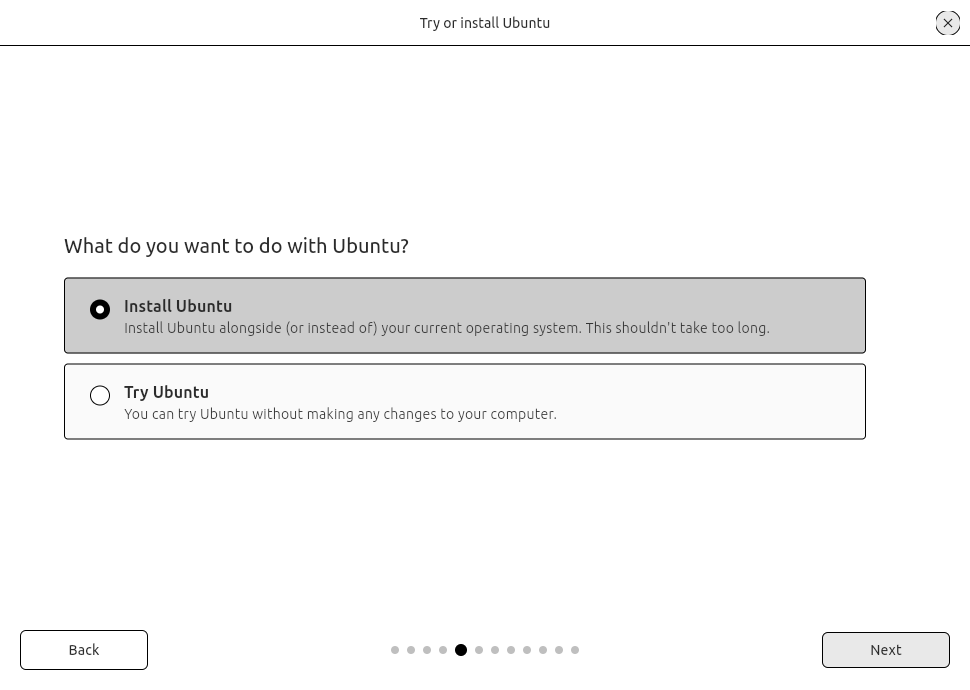 Try or install Ubuntu
What do you want to do with Ubuntu?
Install Ubuntu
Install Ubuntu alongside (or instead of) your current operating system. This shouldn't take too long.
Try Ubuntu
You can try Ubuntu without making any changes to your computer.
Back
Next